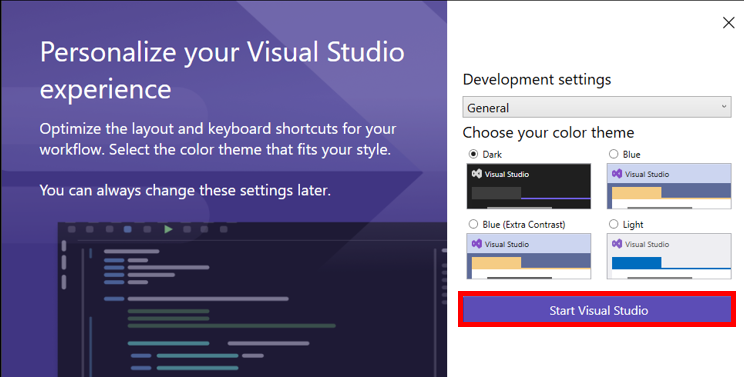 Personalize your Visual Studio
experience
Optimize the layout and keyboard shortcuts for your
workflow. Select the color theme that fits your style.
You can always change these settings later.
Development settings
General
Choose your color theme
Dark
Blue
Visual Studio
Visual Studio
Blue (Extra Contrast)
Light
Visual Studio
Visual Studio
Start Visual Studio